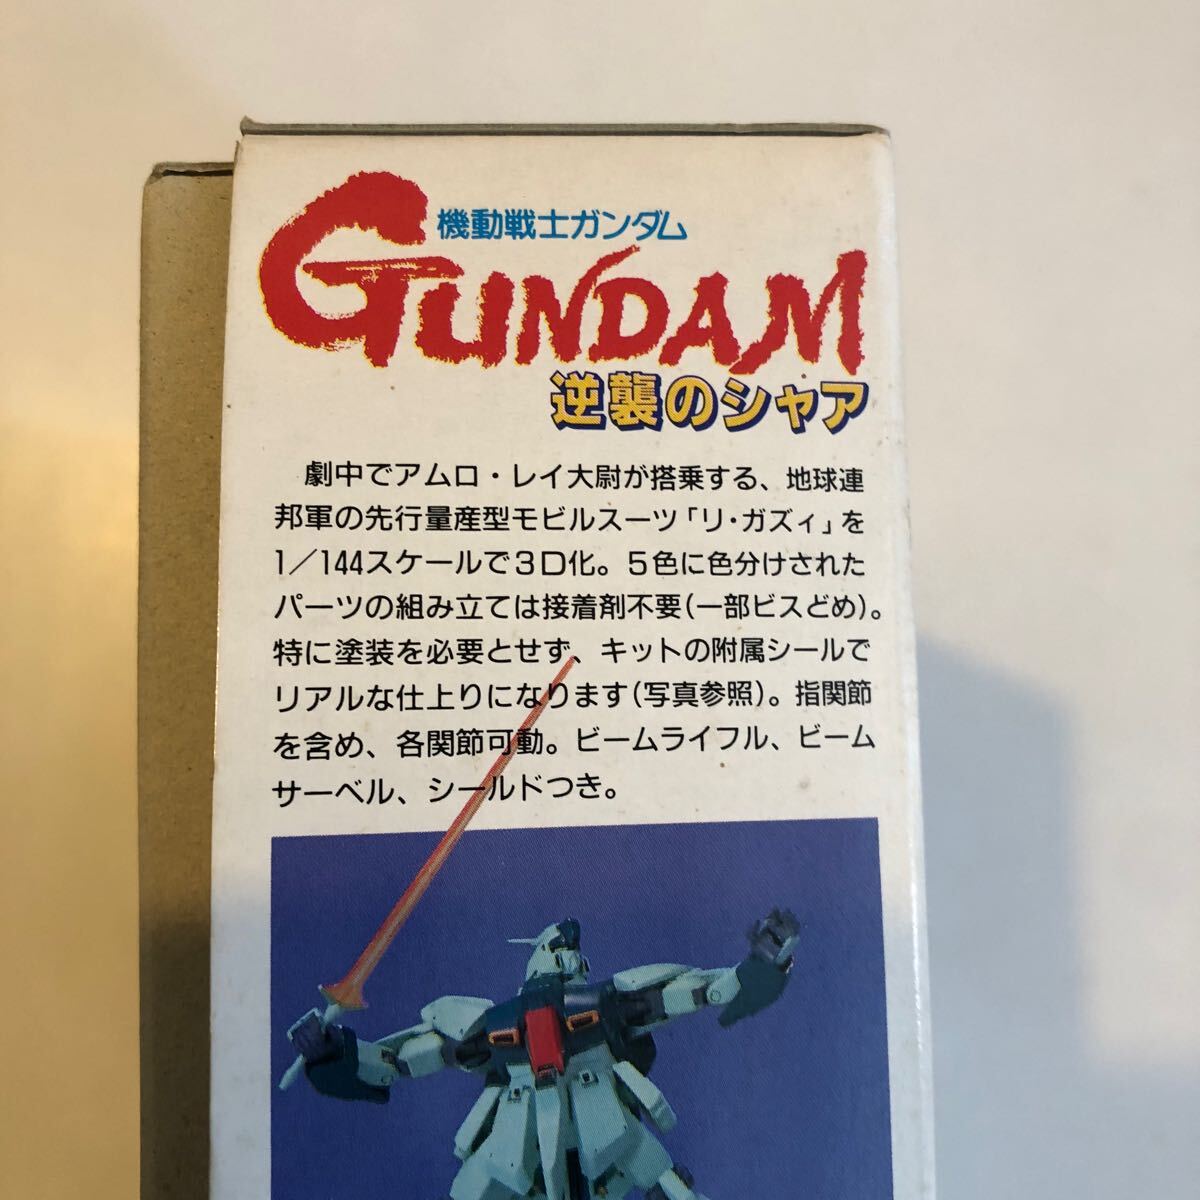 機動戦士ガンダム
GUNDAM
逆襲のシャア
劇中でアムロ・レイ大尉が搭乗する、地球連
邦軍の先行量産型モビルスーツ「リ・ガズィ」を
1/144スケールで3D化。5色に色分けされた
パーツの組み立ては接着剤不要(一部ビスどめ)。
特に塗装を必要とせず、キットの附属シールで
リアルな仕上りになります(写真参照)。指関節
を含め、各関節可動。ビームライフル、ビーム
サーベル、シールドつき。